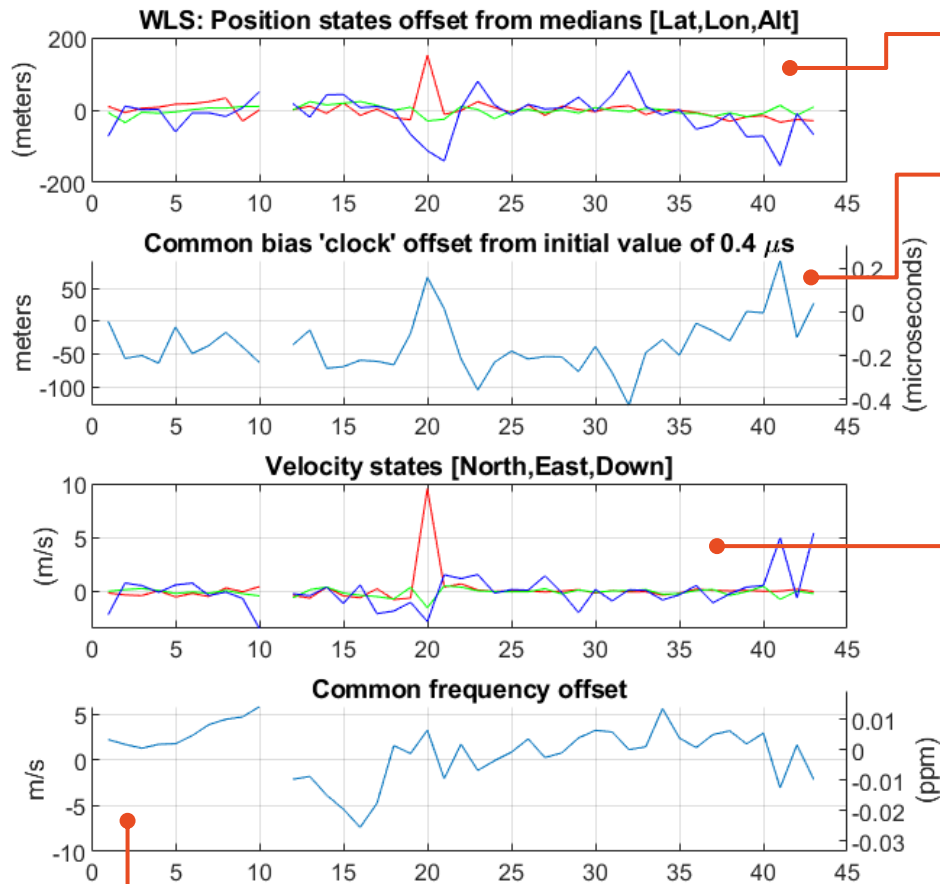 WLS: Position states offset from medians [Lat,Lon,Alt]
200
0
-200
(meters)
0 5 10 15 20 25 30 35 40 45
Common bias 'clock' offset from initial value of 0.4 μs
50
0
-50
-100
meters
0.2
0
-0.2
-0.4
(microseconds)
0 5 10 15 20 25 30 35 40 45
Velocity states [North,East,Down]
10
5
0
(m/s)
0 5 10 15 20 25 30 35 40 45
Common frequency offset
5
0
-5
-10
m/s
0.01
0
-0.01
-0.02
-0.03
(ppm)
0 5 10 15 20 25 30 35 40 45